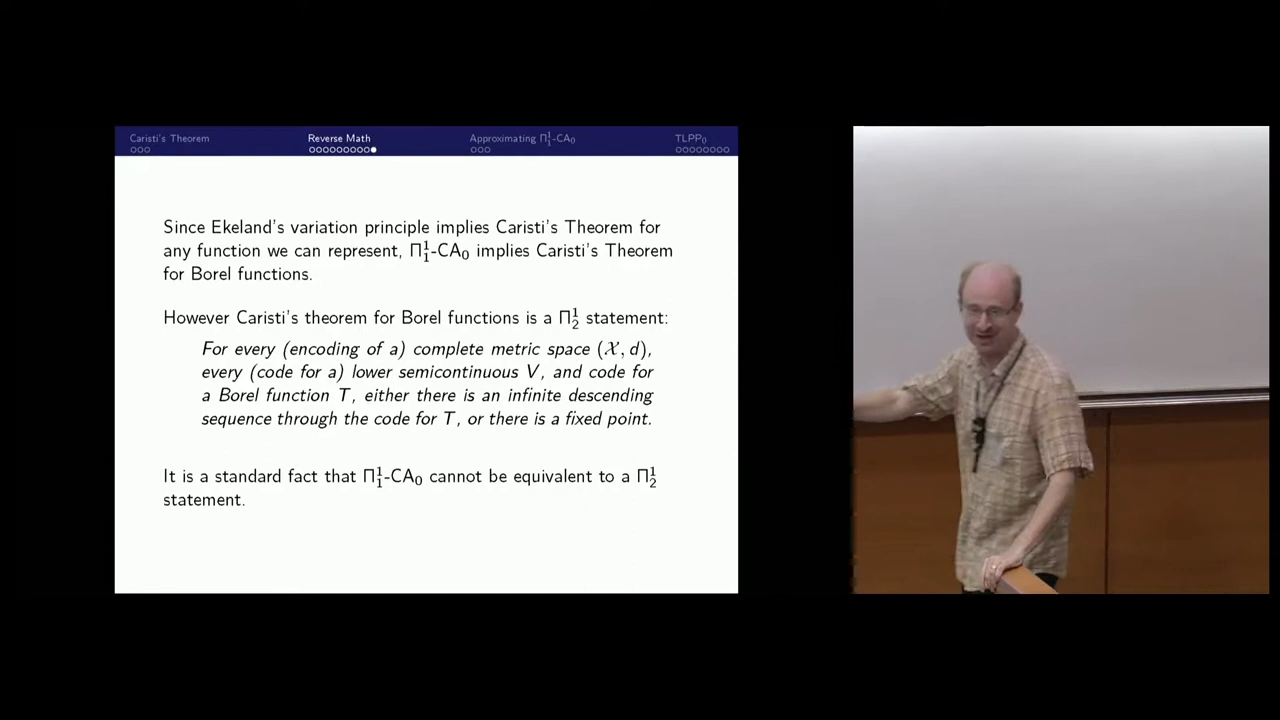 Caristi's Theorem
Reverse Math
Approximating Π¹₁-CA₀
TLPP₀
Since Ekeland's variation principle implies Caristi's Theorem for
any function we can represent, Π¹₁-CA₀ implies Caristi's Theorem
for Borel functions.
However Caristi's theorem for Borel functions is a Π¹₂ statement:
For every (encoding of a) complete metric space (𝒳, d),
every (code for a) lower semicontinuous V, and code for
a Borel function T, either there is an infinite descending
sequence through the code for T, or there is a fixed point.
It is a standard fact that Π¹₁-CA₀ cannot be equivalent to a Π¹₂
statement.